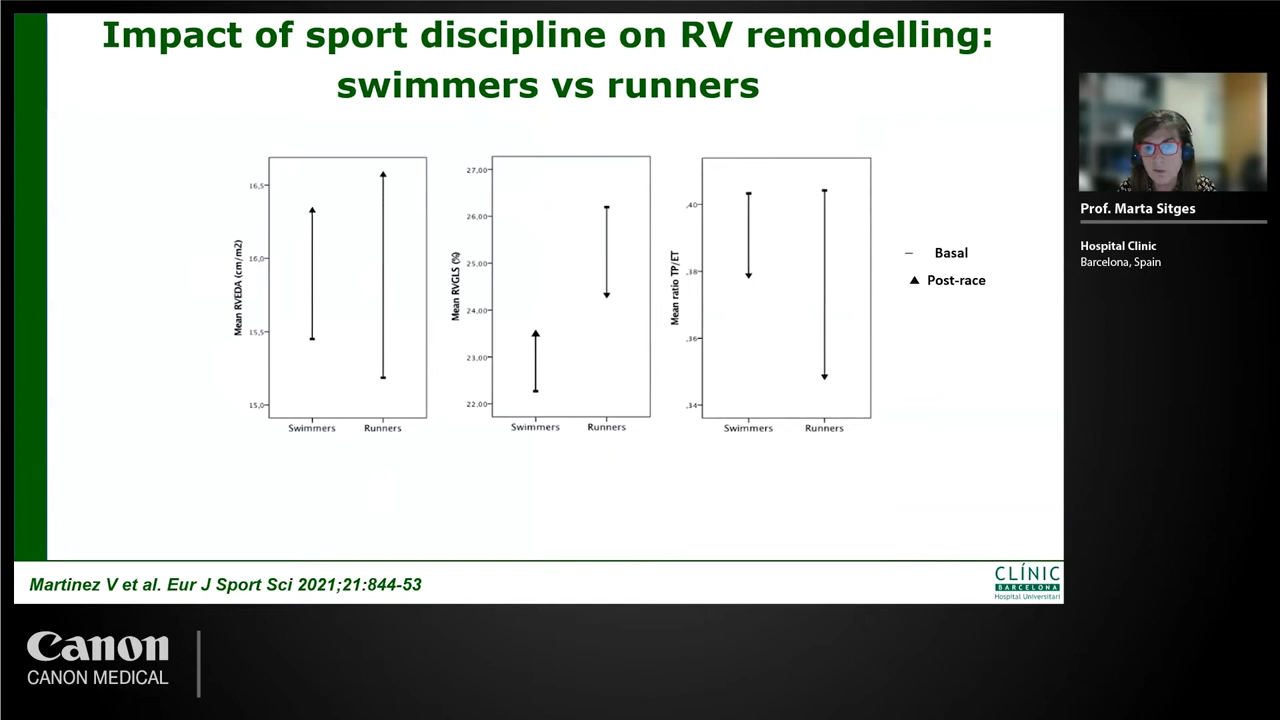 Impact of sport discipline on RV remodelling:
swimmers vs runners
Mean RVEDA (cm/m2)
16,5
16,0
15,5
15,0
Swimmers Runners
Mean RVGLS (%)
27,00
26,00
25,00
24,00
23,00
22,00
Swimmers Runners
Mean ratio TP/ET
,40
,38
,36
,34
Swimmers Runners
Basal
Post-race
Martinez V et al. Eur J Sport Sci 2021;21:844-53
CLÍNIC
BARCELONA
Hospital Universitari
Prof. Marta Sitges
Hospital Clinic
Barcelona, Spain
Canon
CANON MEDICAL